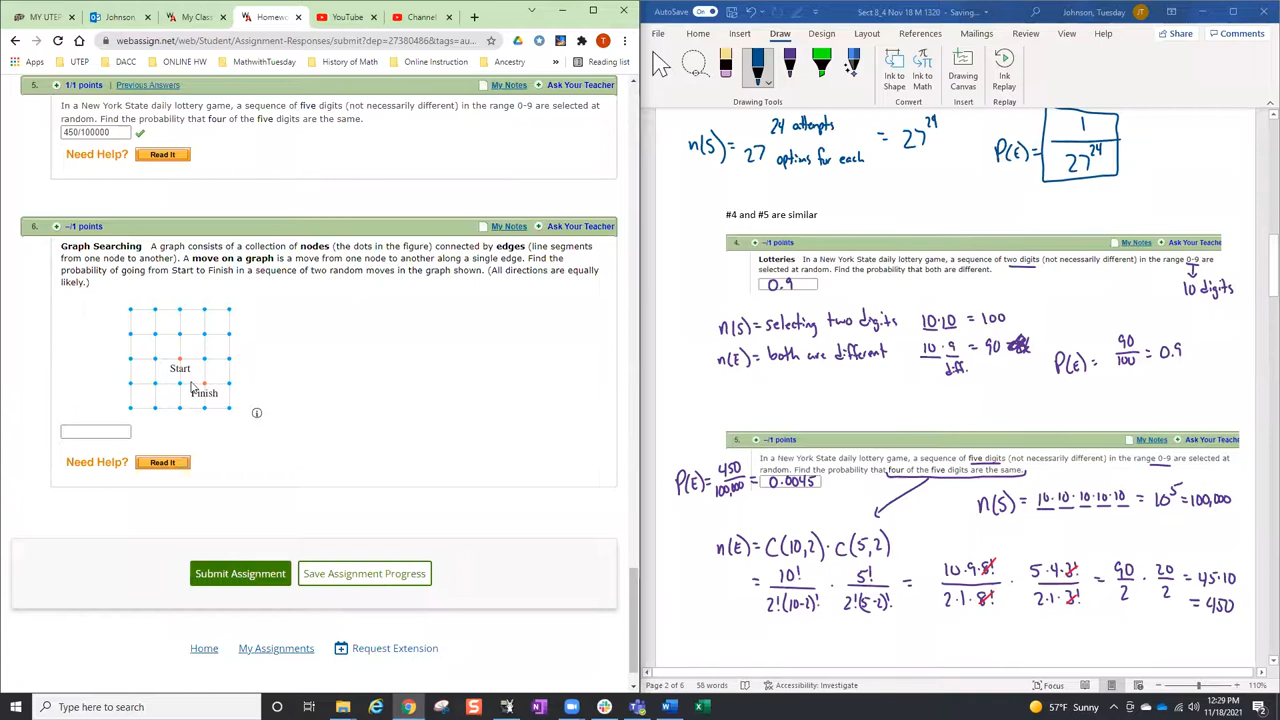 My UTEP
Johnson,
My Class
Homewo
YouTube
Channel
webassign.net/web/Student/Assignment-Responses/submit?dep=27380486&tags=au...
Apps
UTEP
DACC
ONLINE HW
MathwithTuesday
History of Math
Online Instruction
Ancestry
Reading list
5.
1/1 points
Previous Answers
My Notes
Ask Your Teacher
In a New York State daily lottery game, a sequence of five digits (not necessarily different) in the range 0-9 are selected at
random. Find the probability that four of the five digits are the same.
450/100000
Need Help?
Read It
6.
–/1 points
My Notes
Ask Your Teacher
Graph Searching A graph consists of a collection of nodes (the dots in the figure) connected by edges (line segments
from one node to another). A move on a graph is a move from one node to another along a single edge. Find the
probability of going from Start to Finish in a sequence of two random moves in the graph shown. (All directions are equally
likely.)
Start
Finish
Need Help?
Read It
Submit Assignment
Save Assignment Progress
Home
My Assignments
Request Extension
AutoSave
On
Sect 8_4 Nov 18 M 1320 - Saving...
Johnson, Tuesday
JT
File
Home
Insert
Draw
Design
Layout
References
Mailings
Review
View
Help
Share
Comments
Ink to Shape
Ink to Math
Drawing Canvas
Ink Replay
Drawing Tools
Convert
Insert
Replay
24 attempts
n(S) = 27 options for each = 27^24
P(E) = 1/27^24
#4 and #5 are similar
4.
–/1 points
My Notes
Ask Your Teache
Lotteries In a New York State daily lottery game, a sequence of two digits (not necessarily different) in the range 0-9 are
selected at random. Find the probability that both are different.
0.9
10 digits
n(S) = selecting two digits 10·10 = 100
n(E) = both are different 10·9 = 90
diff.
P(E) = 90/100 = 0.9
5.
–/1 points
My Notes
Ask Your Teache
In a New York State daily lottery game, a sequence of five digits (not necessarily different) in the range 0-9 are selected at
random. Find the probability that four of the five digits are the same.
P(E) = 450/100,000 = 0.0045
n(S) = 10·10·10·10·10 = 10^5 = 100,000
n(E) = C(10,2)·C(5,2)
= 10!/2!(10-2)! · 5!/2!(5-2)! = 10·9·8!/2·1·8! · 5·4·3!/2·1·3! = 90/2 · 20/2 = 45·10
= 450
Page 2 of 6
58 words
Accessibility: Investigate
Focus
110%
Type here to search
57°F Sunny
12:29 PM
11/18/2021